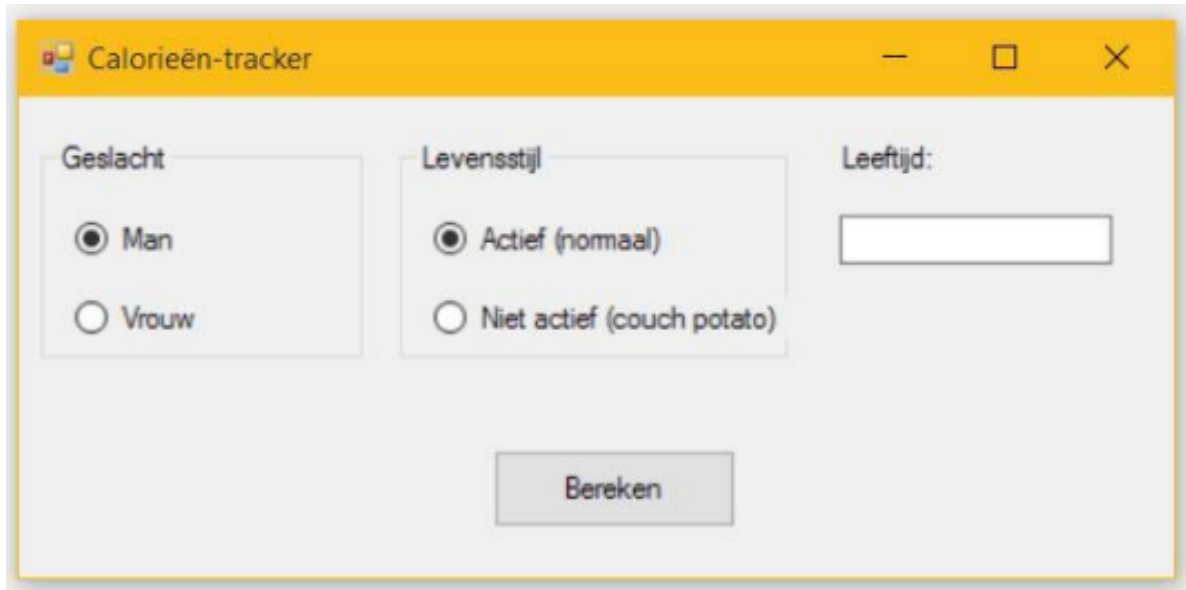 Calorieën-tracker
Geslacht
Man
Vrouw
Levensstijl
Actief (normaal)
Niet actief (couch potato)
Leeftijd:
Bereken